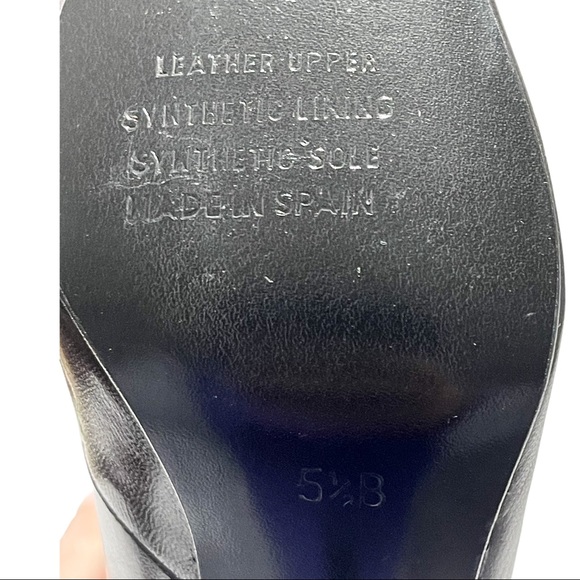 LEATHER UPPER
SYNTHETIC LINING
SYNTHETIC SOLE
MADE IN SPAIN
5½B